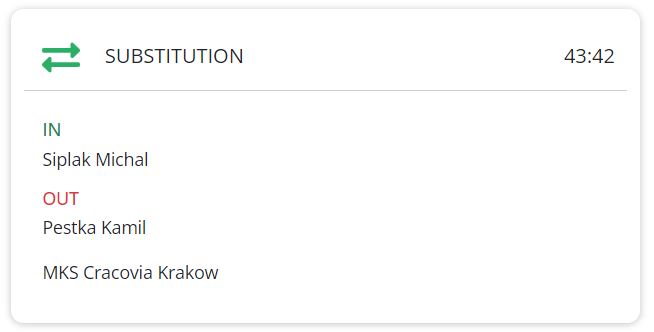 SUBSTITUTION 43:42
IN
Siplak Michal
OUT
Pestka Kamil
MKS Cracovia Krakow